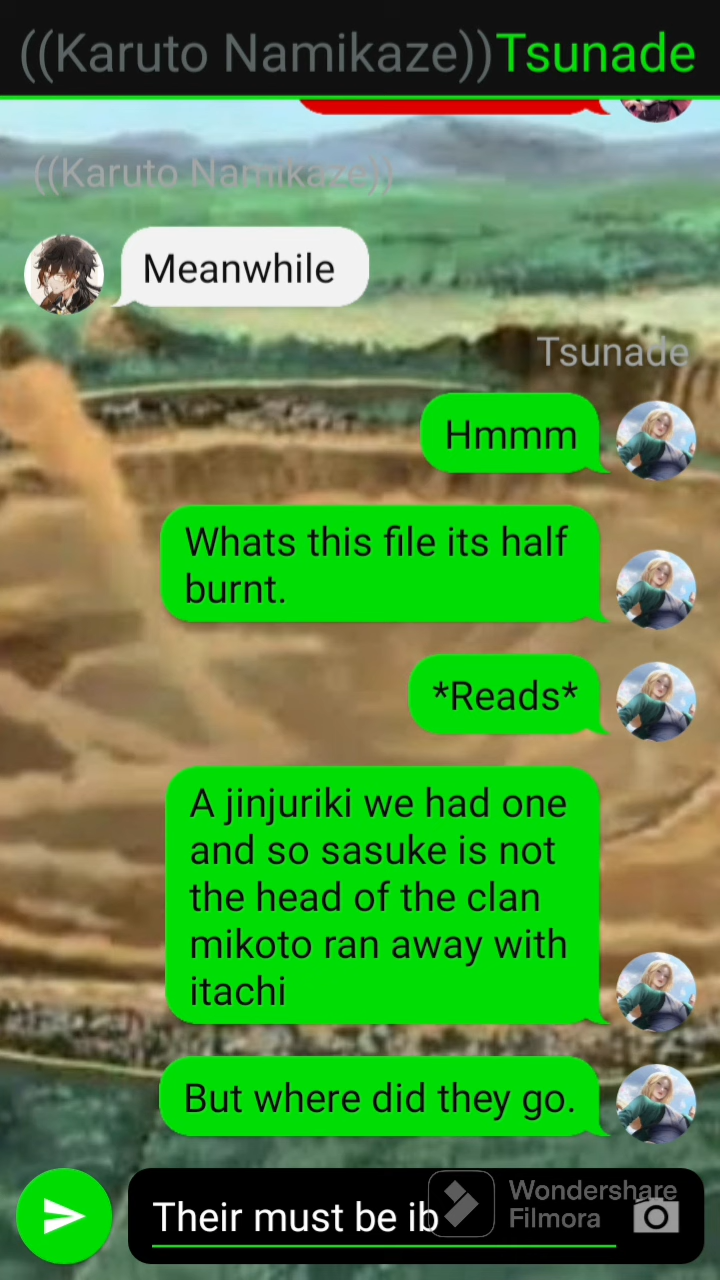 ((Karuto Namikaze))Tsunade
((Karuto Namikaze))
Meanwhile
Tsunade
Hmmm
Whats this file its half
burnt.
*Reads*
A jinjuriki we had one
and so sasuke is not
the head of the clan
mikoto ran away with
itachi
But where did they go.
Their must be ib
Wondershare
Filmora